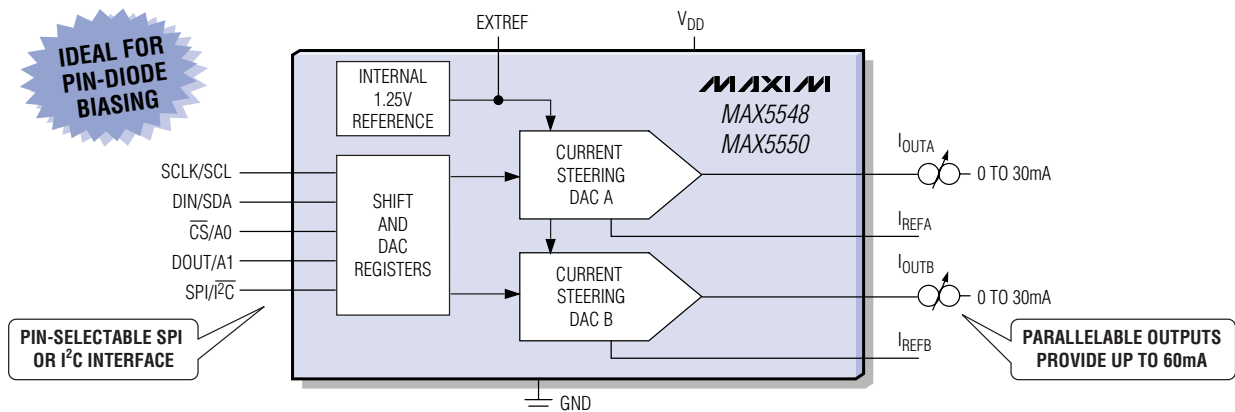 IDEAL FOR
PIN-DIODE
BIASING
EXTREF
VDD
INTERNAL
1.25V
REFERENCE
MAXIM
MAX5548
MAX5550
SCLK/SCL
DIN/SDA
C̅S̅/A0
DOUT/A1
SPI/I̅²̅C̅
SHIFT
AND
DAC
REGISTERS
CURRENT
STEERING
DAC A
CURRENT
STEERING
DAC B
IOUTA
0 TO 30mA
IREFA
IOUTB
0 TO 30mA
IREFB
PIN-SELECTABLE SPI
OR I²C INTERFACE
PARALLELABLE OUTPUTS
PROVIDE UP TO 60mA
GND